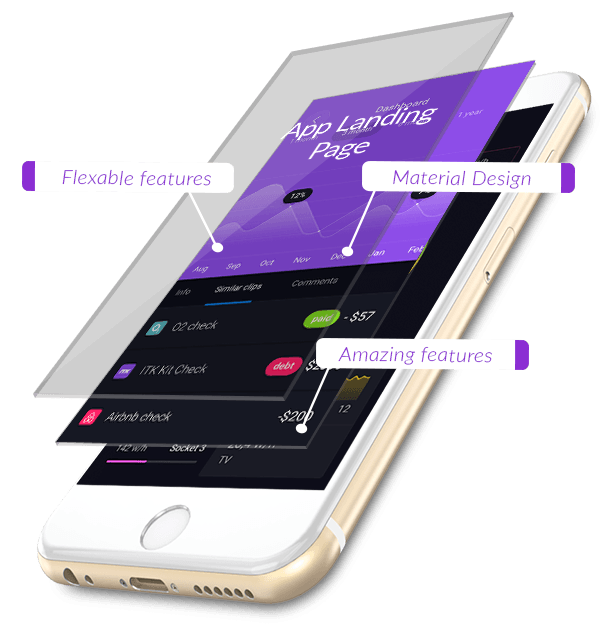 Dashboard
App Landing
Page
1 year
Flexable features
Material Design
12%
Aug Sep Oct Nov Dec Jan Feb
Info Similar clips Comments
O2 check paid - $57
ITK Kit Check debt
Amazing features
Airbnb check -$200 12
142 w/h Socket 3
TV